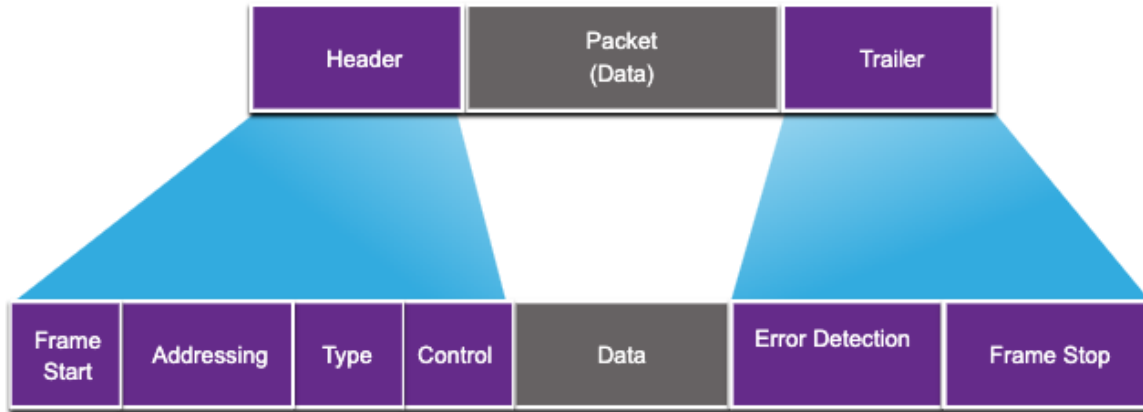 Header
Packet
(Data)
Trailer
Frame
Start
Addressing
Type
Control
Data
Error Detection
Frame Stop